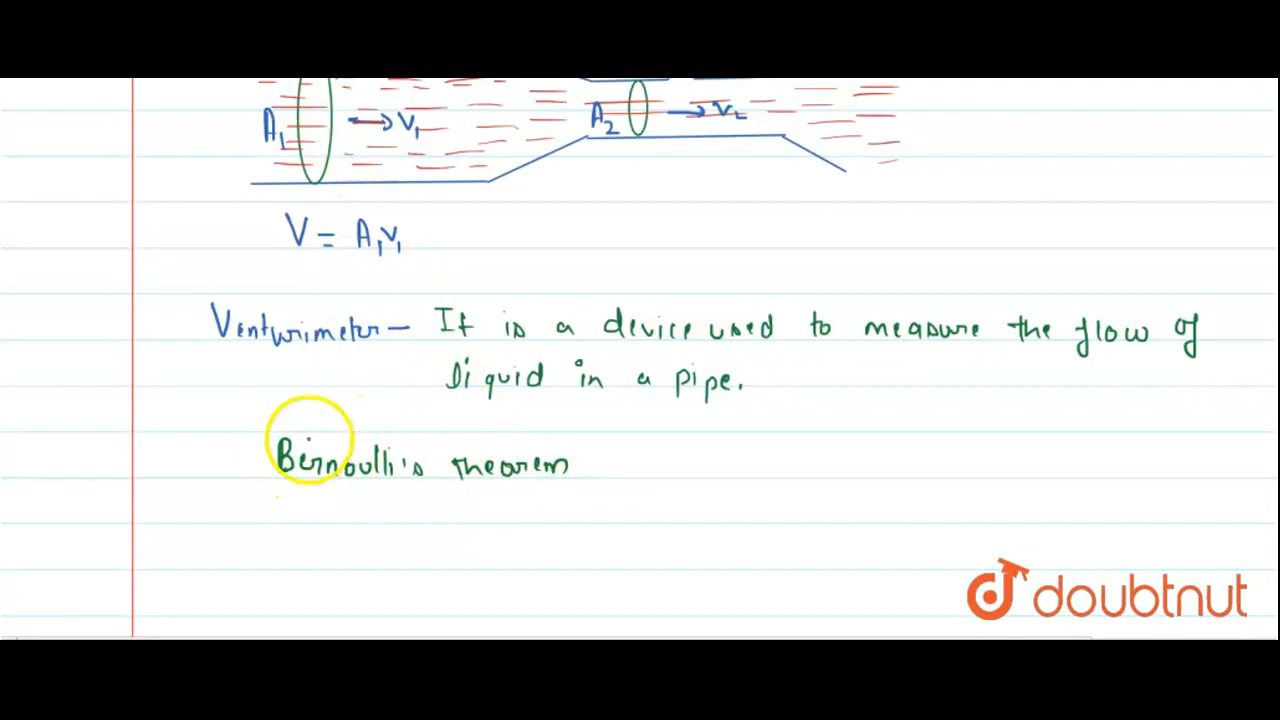 A₁ → v₁ A₂ → v₂
V = A₁v₁
Venturimeter – It is a device used to measure the flow of
liquid in a pipe.
Bernoulli's theorem
doubtnut